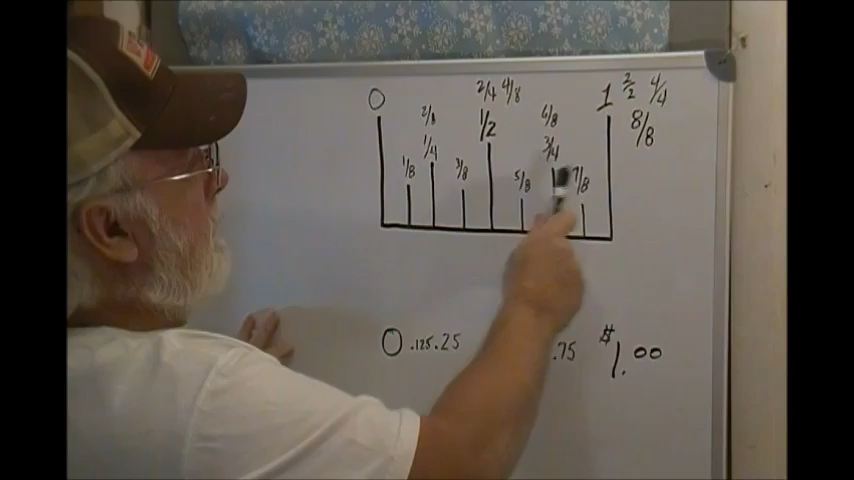 0 2/4 4/8 1 2/2 4/4
2/8 1/2 6/8 8/8
1/4 3/4
1/8 3/8 5/8 7/8
0 .125 .25 .75 $1.00